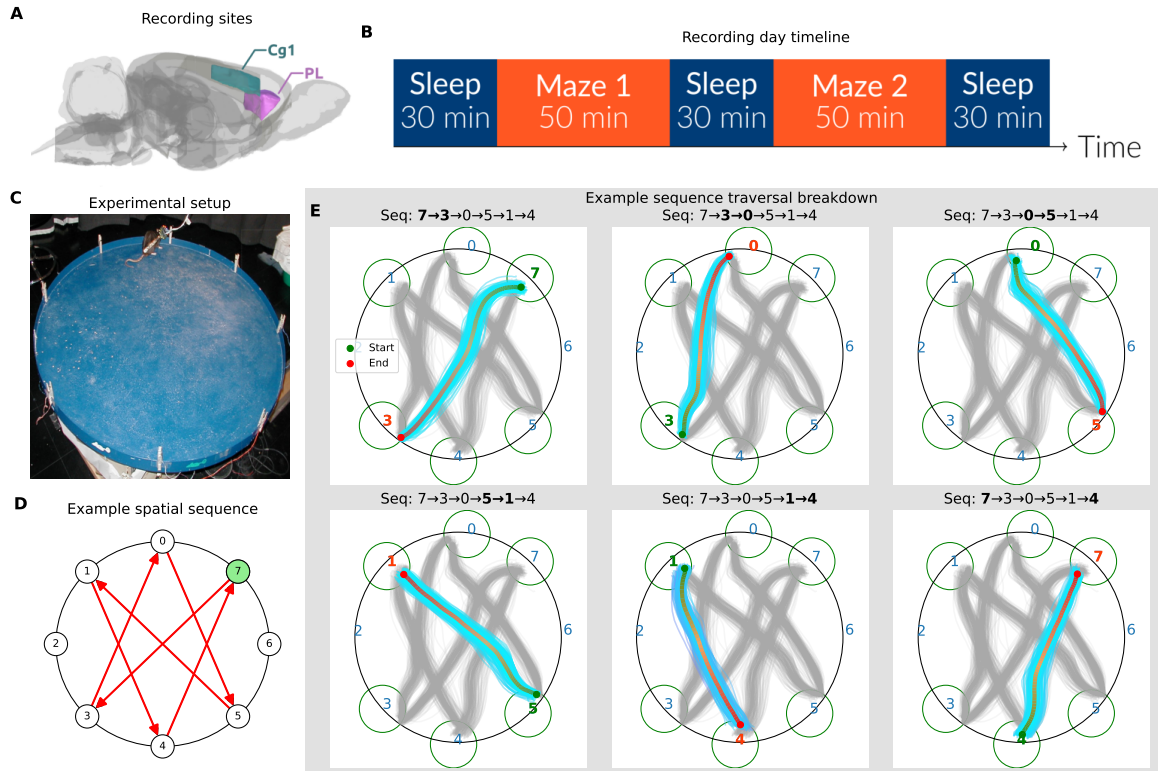 A
Recording sites
Cg1
PL
B
Recording day timeline
Sleep
30 min
Maze 1
50 min
Sleep
30 min
Maze 2
50 min
Sleep
30 min
Time
C
Experimental setup
D
Example spatial sequence
0
1
7
2
6
3
5
4
E
Example sequence traversal breakdown
Seq: 7→3→0→5→1→4
0
7
1
2
6
Start
End
3
5
4
Seq: 7→3→0→5→1→4
0
7
1
2
6
3
5
4
Seq: 7→3→0→5→1→4
0
7
1
2
6
3
5
4
Seq: 7→3→0→5→1→4
0
7
1
2
6
3
5
4
Seq: 7→3→0→5→1→4
0
7
1
2
6
3
5
4
Seq: 7→3→0→5→1→4
0
7
1
2
6
3
5
4